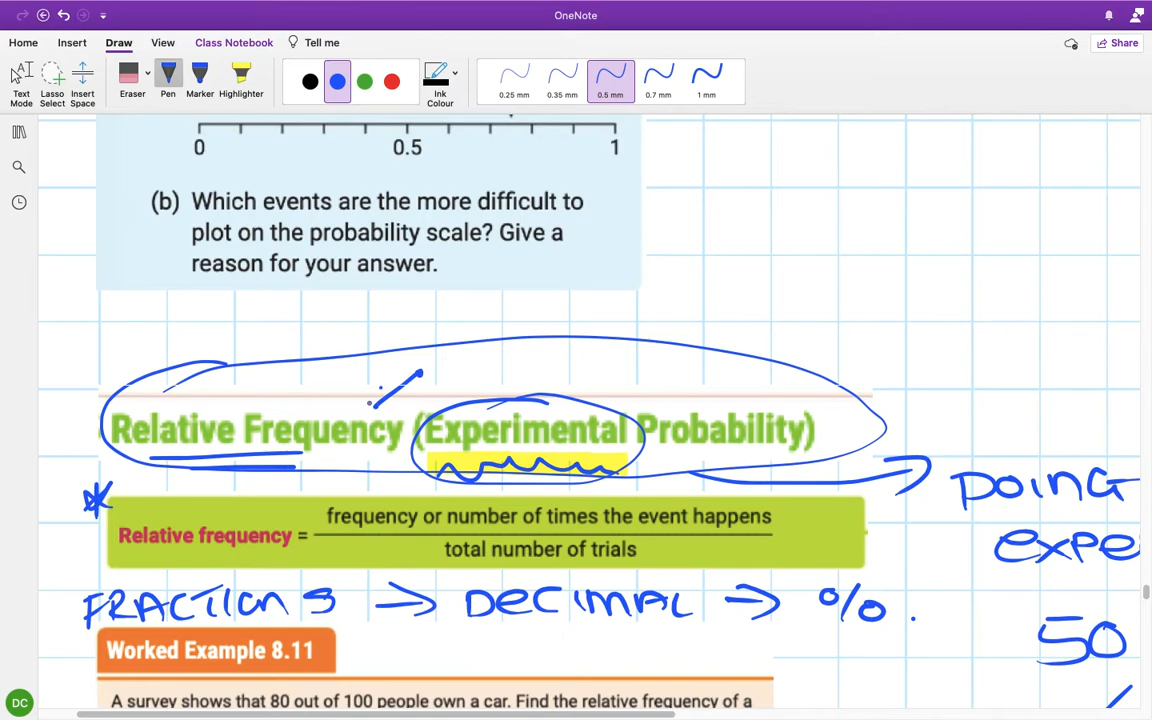 OneNote
Home Insert Draw View Class Notebook Tell me
Share
Text Mode
Lasso Select
Insert Space
Eraser
Pen
Marker
Highlighter
Ink Colour
0.25 mm 0.35 mm 0.5 mm 0.7 mm 1 mm
0 0.5 1
(b) Which events are the more difficult to
plot on the probability scale? Give a
reason for your answer.
Relative Frequency (Experimental Probability)
DOING
expe
Relative frequency = frequency or number of times the event happens
total number of trials
FRACTIONS → DECIMAL → %.
50
Worked Example 8.11
A survey shows that 80 out of 100 people own a car. Find the relative frequency of a
DC